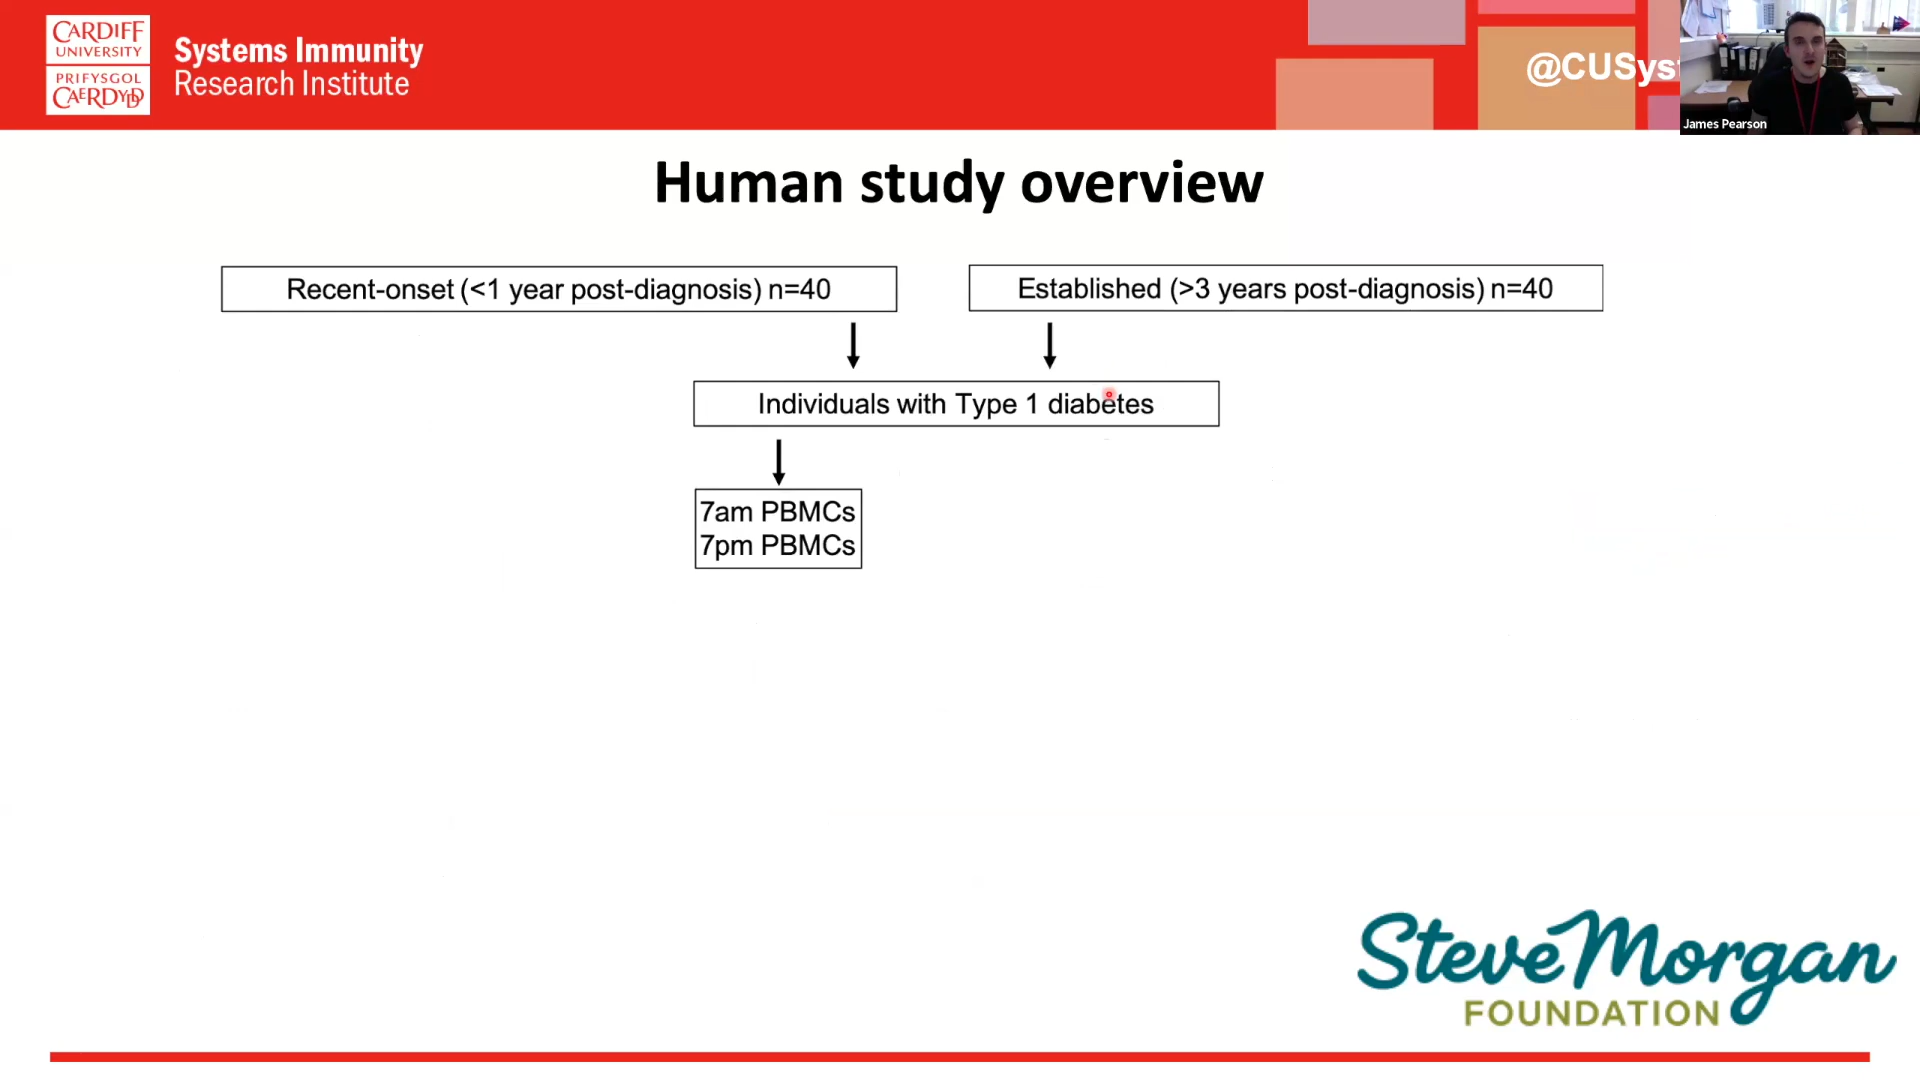 CARDIFF
UNIVERSITY
PRIFYSGOL
CAERDYDD
Systems Immunity
Research Institute
@CUSys
James Pearson
Human study overview
Recent-onset (<1 year post-diagnosis) n=40
Established (>3 years post-diagnosis) n=40
Individuals with Type 1 diabetes
7am PBMCs
7pm PBMCs
Steve Morgan
FOUNDATION